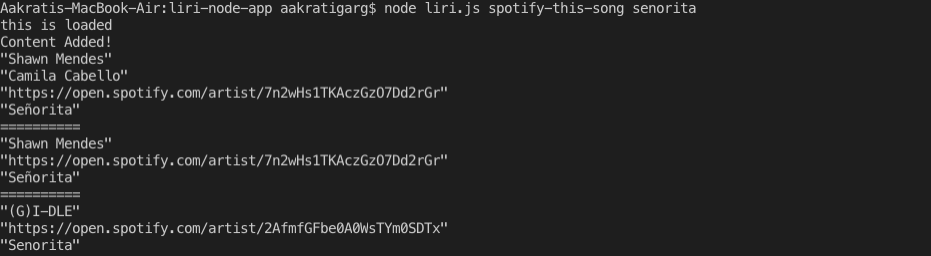 Aakratis-MacBook-Air:liri-node-app aakratigarg$ node liri.js spotify-this-song senorita
this is loaded
Content Added!
"Shawn Mendes"
"Camila Cabello"
"https://open.spotify.com/artist/7n2wHs1TKAczGzO7Dd2rGr"
"Señorita"
==========
"Shawn Mendes"
"https://open.spotify.com/artist/7n2wHs1TKAczGzO7Dd2rGr"
"Señorita"
==========
"(G)I-DLE"
"https://open.spotify.com/artist/2AfmfGFbe0A0WsTYm0SDTx"
"Senorita"